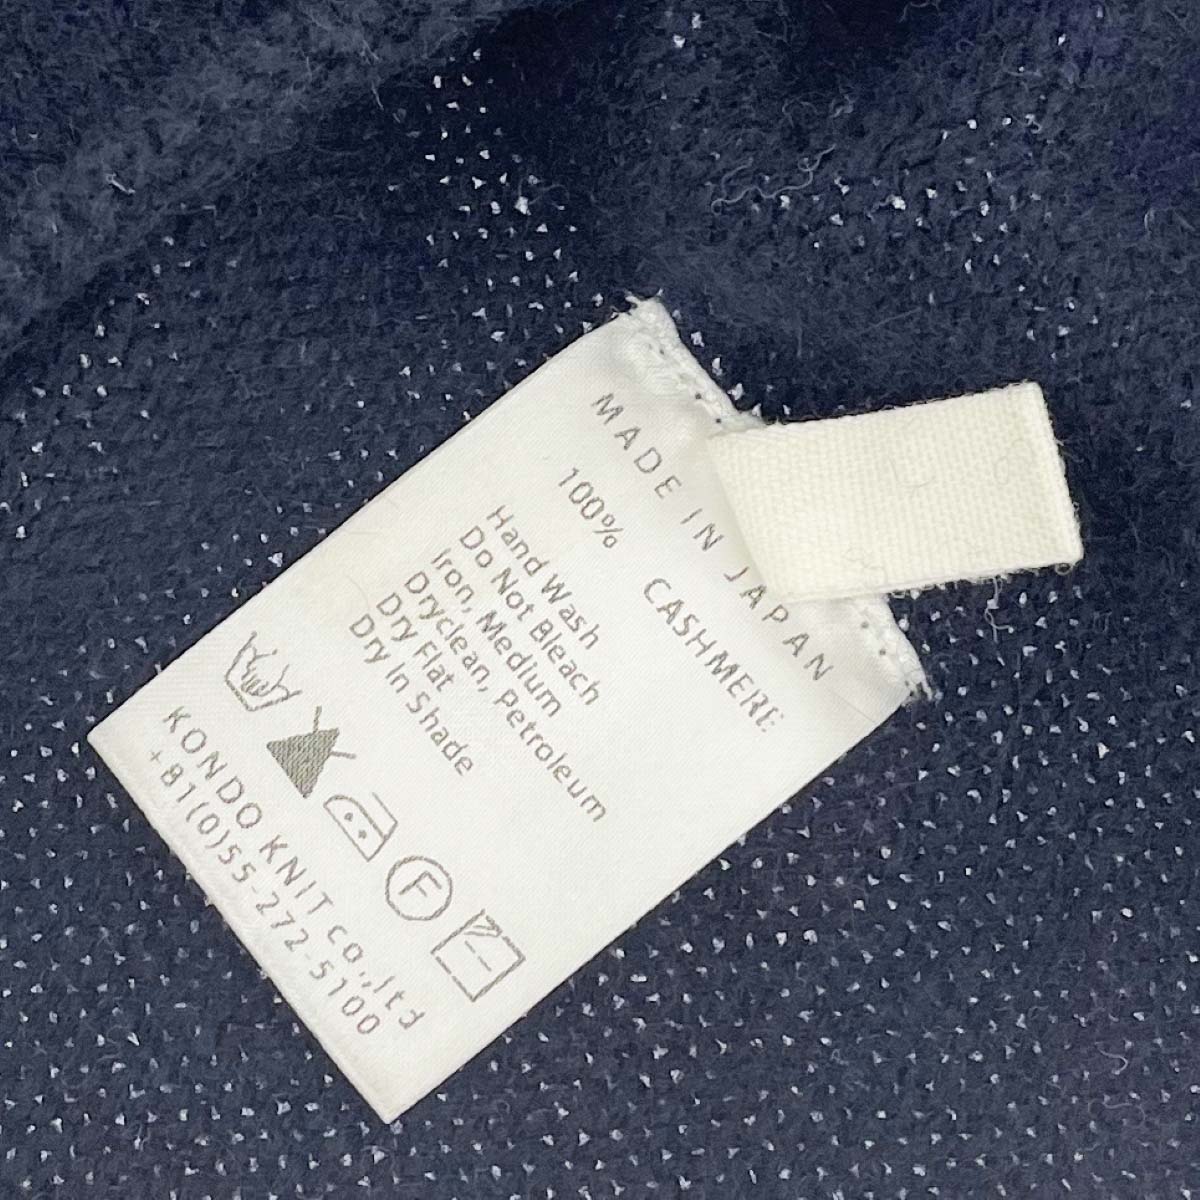 MADE IN JAPAN
100% CASHMERE
Hand Wash
Do Not Bleach
Iron, Medium
Dryclean, Petroleum
Dry Flat
Dry In Shade
F
KONDO KNIT co.,ltd
+81(0)55-272-5100